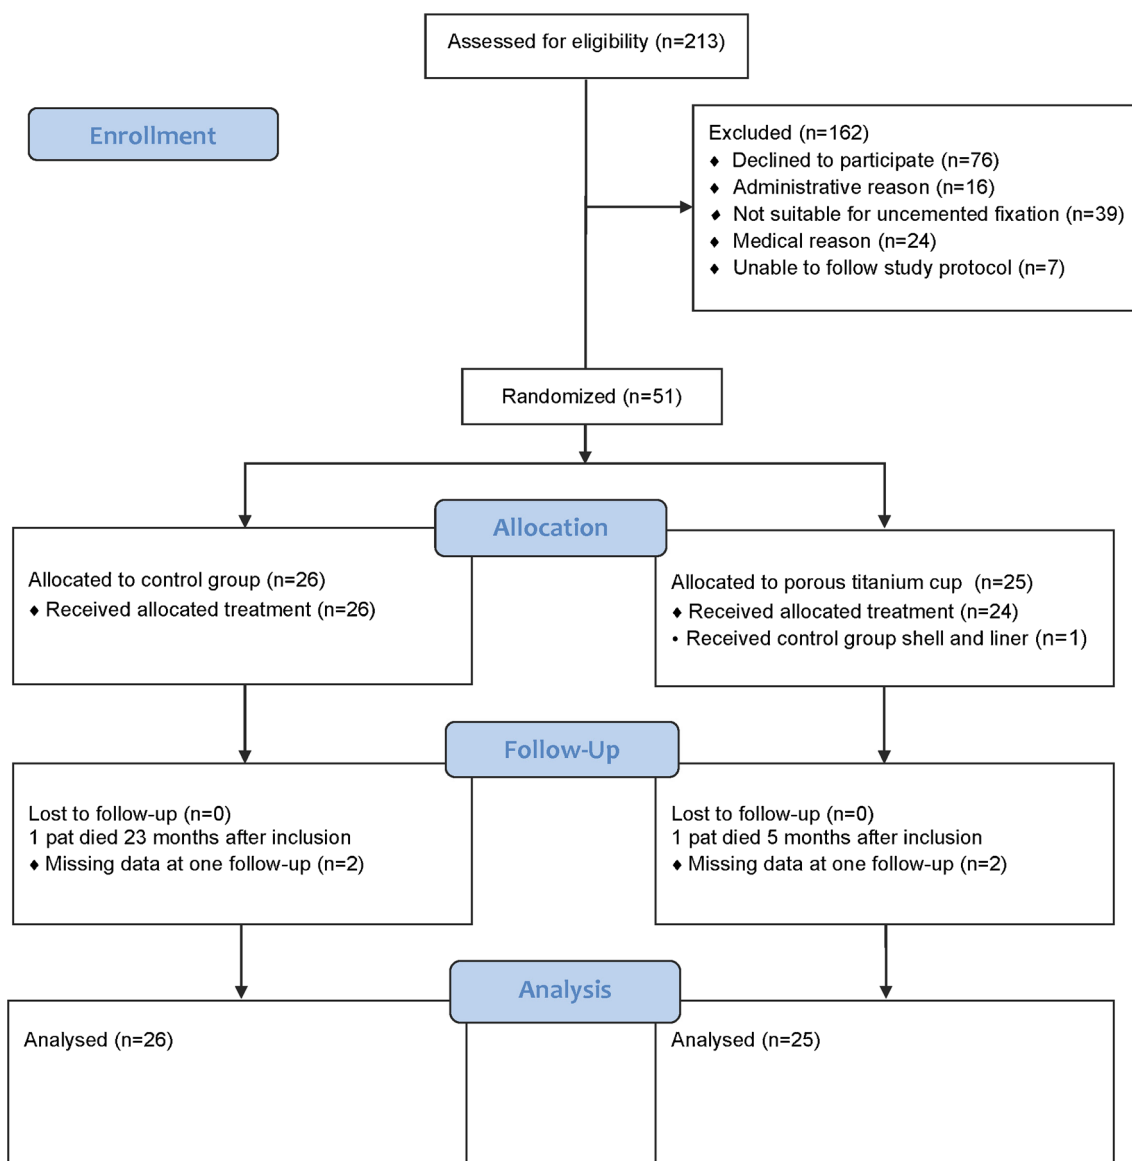 Assessed for eligibility (n=213)
Enrollment
Excluded (n=162)
♦ Declined to participate (n=76)
♦ Administrative reason (n=16)
♦ Not suitable for uncemented fixation (n=39)
♦ Medical reason (n=24)
♦ Unable to follow study protocol (n=7)
Randomized (n=51)
Allocation
Allocated to control group (n=26)
♦ Received allocated treatment (n=26)
Allocated to porous titanium cup (n=25)
♦ Received allocated treatment (n=24)
• Received control group shell and liner (n=1)
Follow-Up
Lost to follow-up (n=0)
1 pat died 23 months after inclusion
♦ Missing data at one follow-up (n=2)
Lost to follow-up (n=0)
1 pat died 5 months after inclusion
♦ Missing data at one follow-up (n=2)
Analysis
Analysed (n=26)
Analysed (n=25)